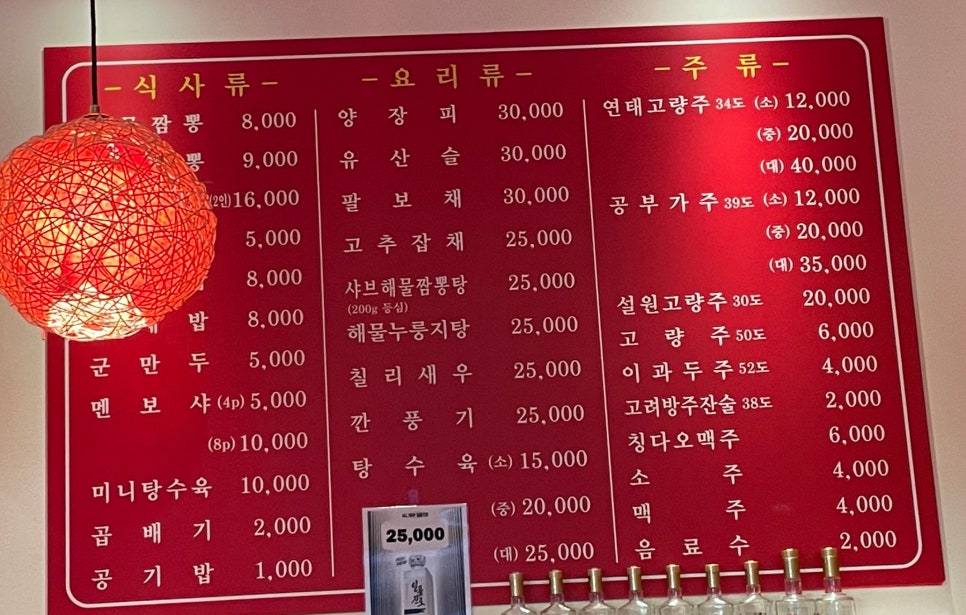 -식 사 류-
짬 뽕 8,000
뽕 9,000
(2인) 16,000
5,000
8,000
밥 8,000
군 만 두 5,000
멘 보 샤 (4p) 5,000
(8p) 10,000
미니탕수육 10,000
곱 배 기 2,000
공 기 밥 1,000
-요 리 류-
양 장 피 30,000
유 산 슬 30,000
팔 보 채 30,000
고 추 잡 채 25,000
샤브해물짬뽕탕 25,000
(200g 등심)
해물누룽지탕 25,000
칠 리 새 우 25,000
깐 풍 기 25,000
탕 수 육 (소) 15,000
(중) 20,000
(대) 25,000
-주 류-
연태고량주 34도 (소) 12,000
(중) 20,000
(대) 40,000
공 부 가 주 39도 (소) 12,000
(중) 20,000
(대) 35,000
설원고량주 30도 20,000
고 량 주 50도 6,000
이 과 두 주 52도 4,000
고려방주잔술 38도 2,000
칭다오맥주 6,000
소 주 4,000
맥 주 4,000
음 료 수 2,000
25,000
일품
진로